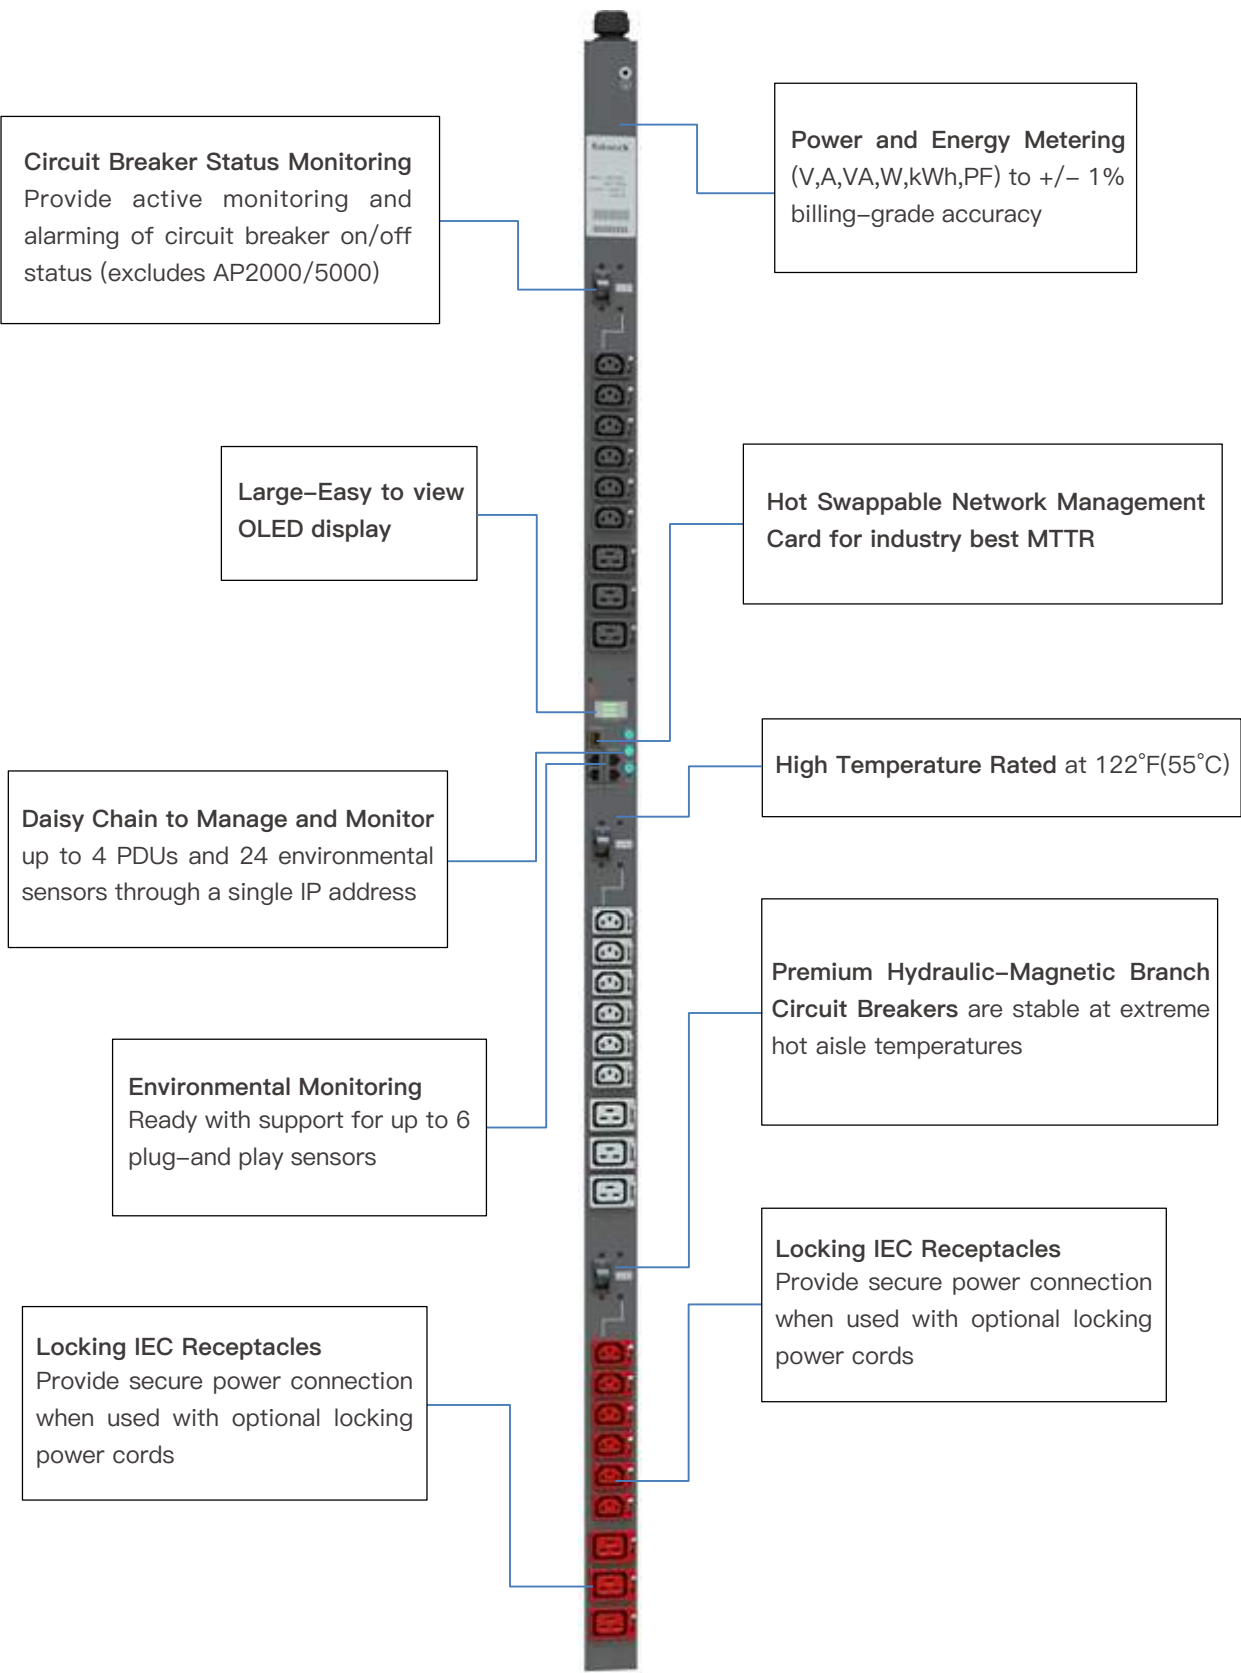 Circuit Breaker Status Monitoring
Provide active monitoring and
alarming of circuit breaker on/off
status (excludes AP2000/5000)
Power and Energy Metering
(V,A,VA,W,kWh,PF) to +/– 1%
billing–grade accuracy
Large–Easy to view
OLED display
Hot Swappable Network Management
Card for industry best MTTR
High Temperature Rated at 122°F(55°C)
Daisy Chain to Manage and Monitor
up to 4 PDUs and 24 environmental
sensors through a single IP address
Premium Hydraulic–Magnetic Branch
Circuit Breakers are stable at extreme
hot aisle temperatures
Environmental Monitoring
Ready with support for up to 6
plug–and play sensors
Locking IEC Receptacles
Provide secure power connection
when used with optional locking
power cords
Locking IEC Receptacles
Provide secure power connection
when used with optional locking
power cords